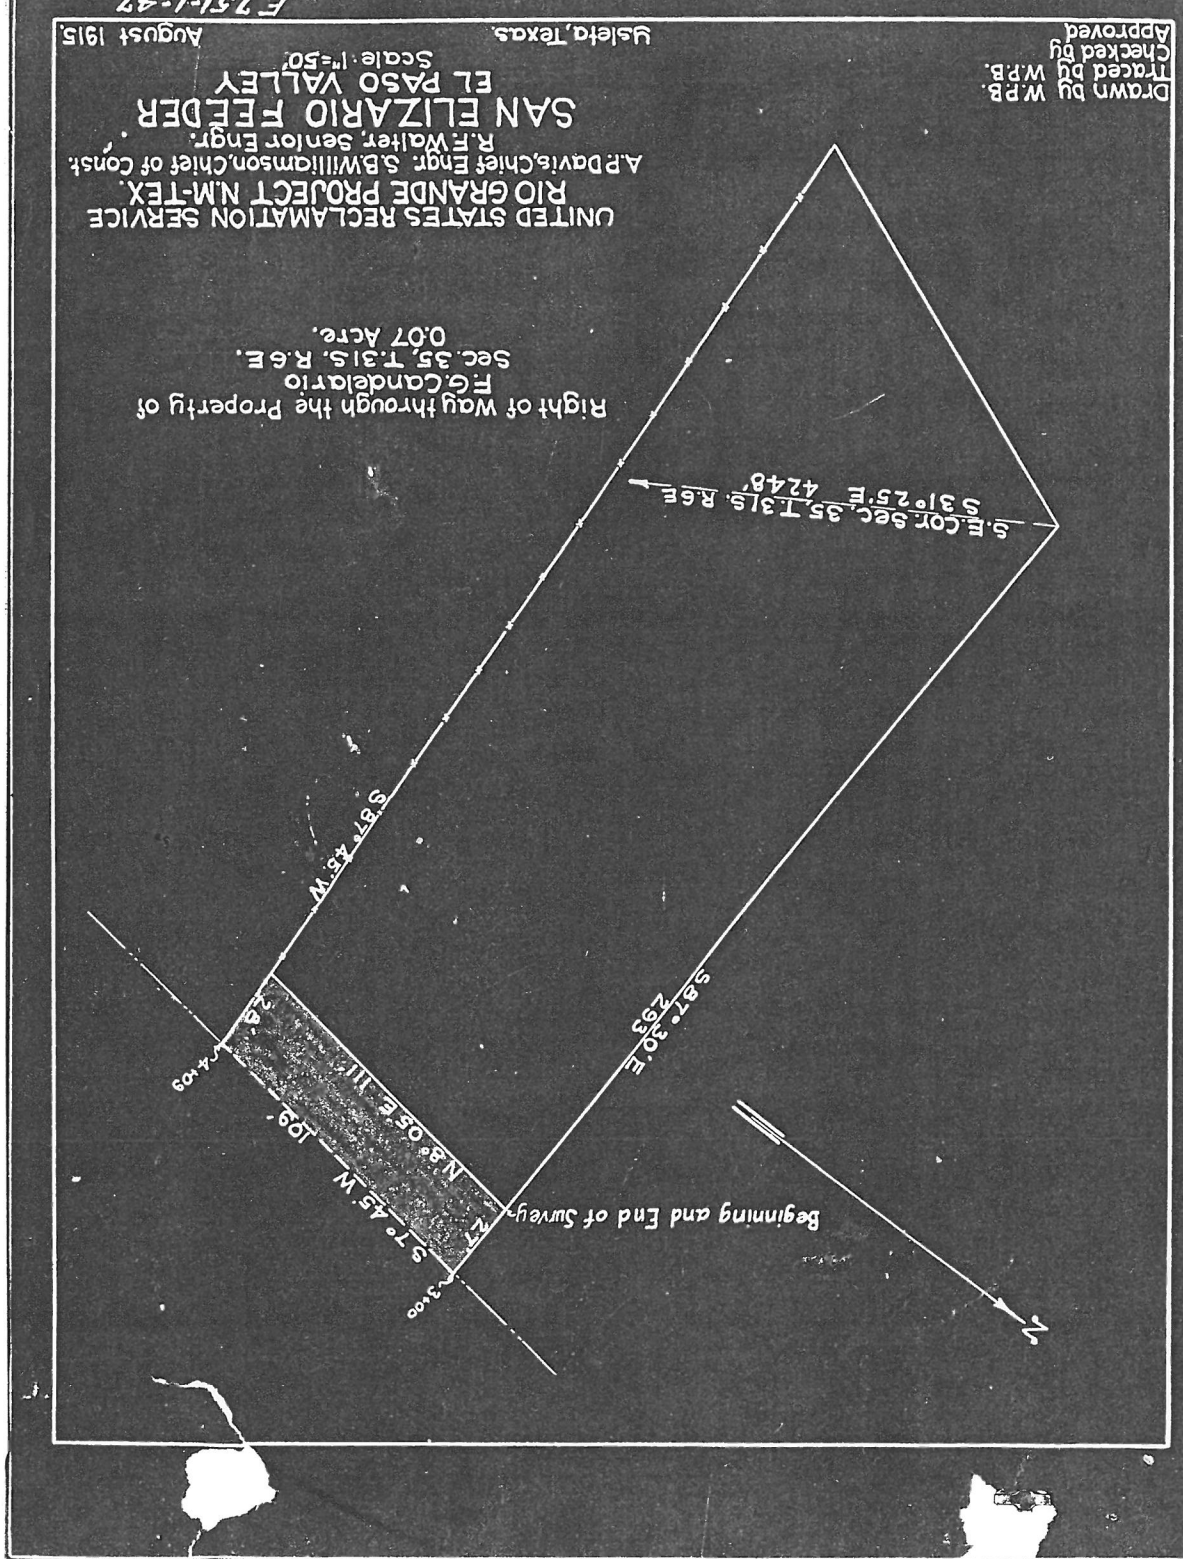 N.
Beginning and End of Survey
3+00
27'
S 7° 45' W
109'
N 8° 05' E 111'
4+09
28'
S 87° 30' E
293
S 87° 45' W
S.E. Cor. Sec. 35, T.31 S. R.6E
S 31° 25' E 4248'
Right of Way through the Property of
F.G. Candelario
Sec. 35, T.31S. R.6E.
0.07 Acre.
UNITED STATES RECLAMATION SERVICE
RIO GRANDE PROJECT N.M-TEX.
A.P. Davis, Chief Engr. S.B. Williamson, Chief of Const.
R.F. Walter, Senior Engr.
SAN ELIZARIO FEEDER
EL PASO VALLEY
Scale: 1"=50'
Drawn by W.P.B.
Traced by W.P.B.
Checked by
Approved
Ysleta, Texas.
August 1915.